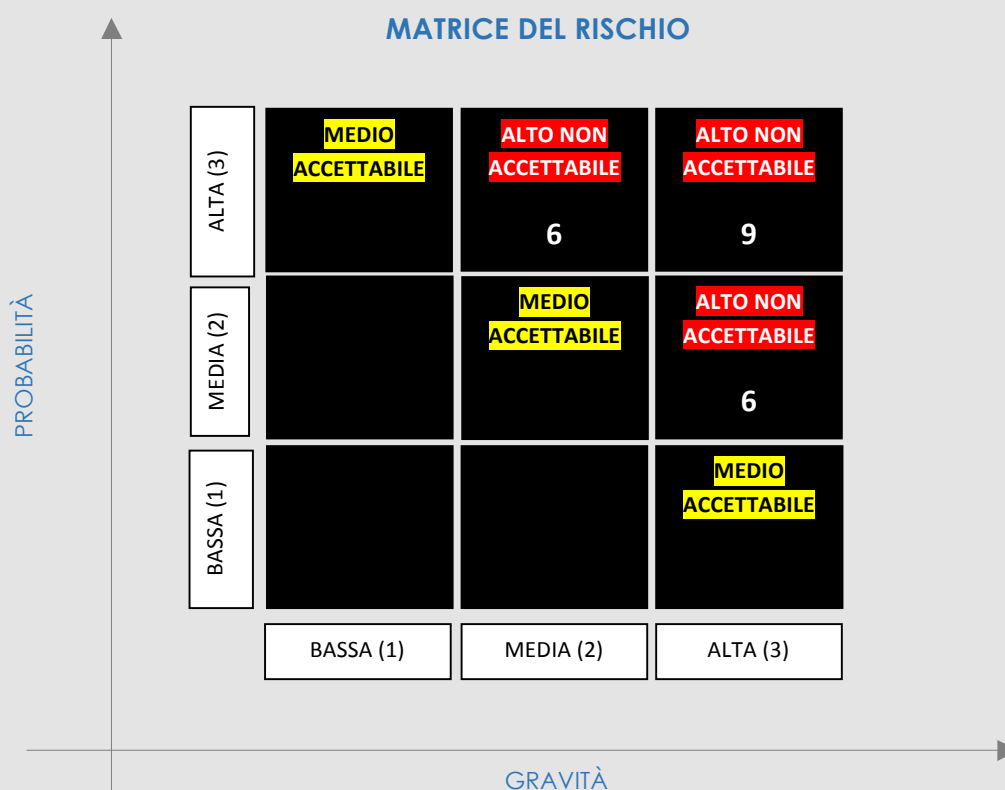 MATRICE DEL RISCHIO
PROBABILITÀ
ALTA (3)
MEDIO
ACCETTABILE
ALTO NON
ACCETTABILE
6
ALTO NON
ACCETTABILE
9
MEDIA (2)
MEDIO
ACCETTABILE
ALTO NON
ACCETTABILE
6
BASSA (1)
MEDIO
ACCETTABILE
BASSA (1)
MEDIA (2)
ALTA (3)
GRAVITÀ